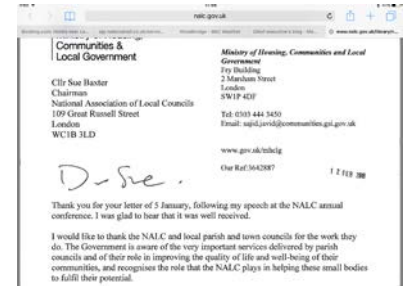 nalc.gov.uk
Communities &
Local Government
Cllr Sue Baxter
Chairman
National Association of Local Councils
109 Great Russell Street
London
WC1B 3LD
Ministry of Housing, Communities and Local
Government
Fry Building
2 Marsham Street
London
SW1P 4DF
Tel: 0303 444 3450
Email: sajid.javid@communities.gsi.gov.uk
www.gov.uk/mhclg
Our Ref:3642887
Sue.
Thank you for your letter of 5 January, following my speech at the NALC annual
conference. I was glad to hear that it was well received.
I would like to thank the NALC and local parish and town councils for the work they
do. The Government is aware of the very important services delivered by parish
councils and of their role in improving the quality of life and well-being of their
communities, and recognises the role that the NALC plays in helping these small bodies
to fulfil their potential.